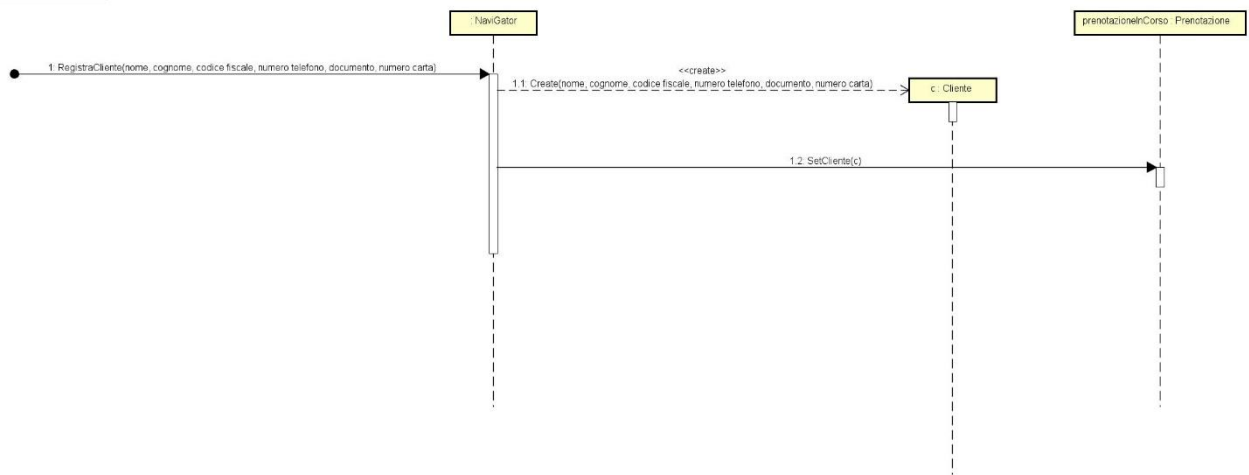 : NaviGator
prenotazioneInCorso : Prenotazione
1: RegistraCliente(nome, cognome, codice fiscale, numero telefono, documento, numero carta)
<<create>>
1.1: Create(nome, cognome, codice fiscale, numero telefono, documento, numero carta)
c : Cliente
1.2: SetCliente(c)